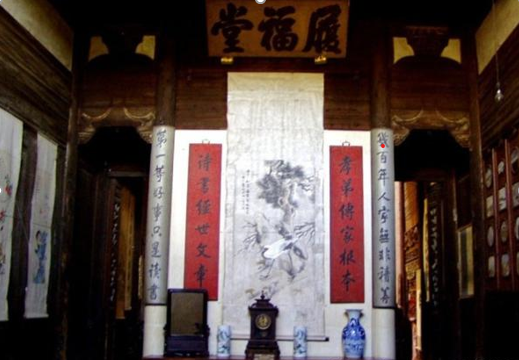 履福堂
幾百年人家無非積善
第一等好事只是讀書
孝弟傳家根本
詩書經世文章